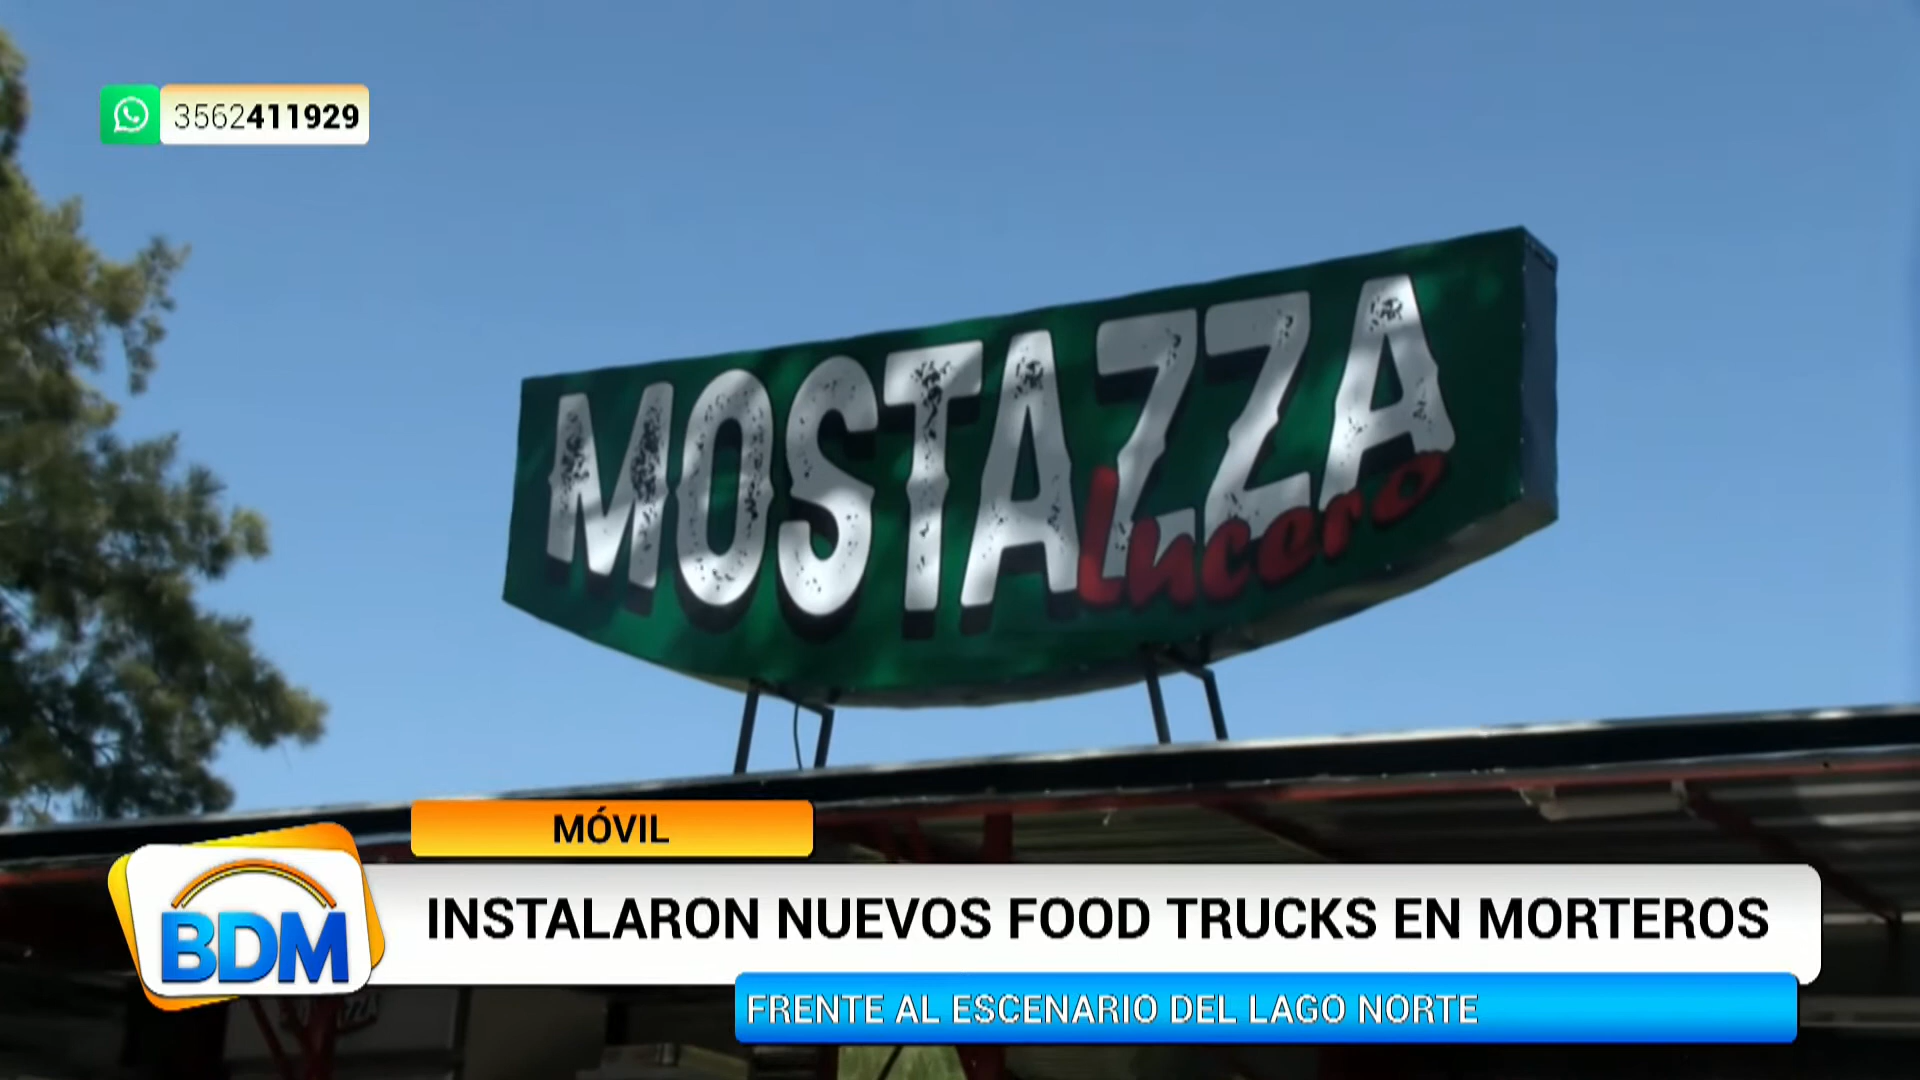 3562411929
MOSTAZZA
Lucero
MÓVIL
BDM
INSTALARON NUEVOS FOOD TRUCKS EN MORTEROS
FRENTE AL ESCENARIO DEL LAGO NORTE